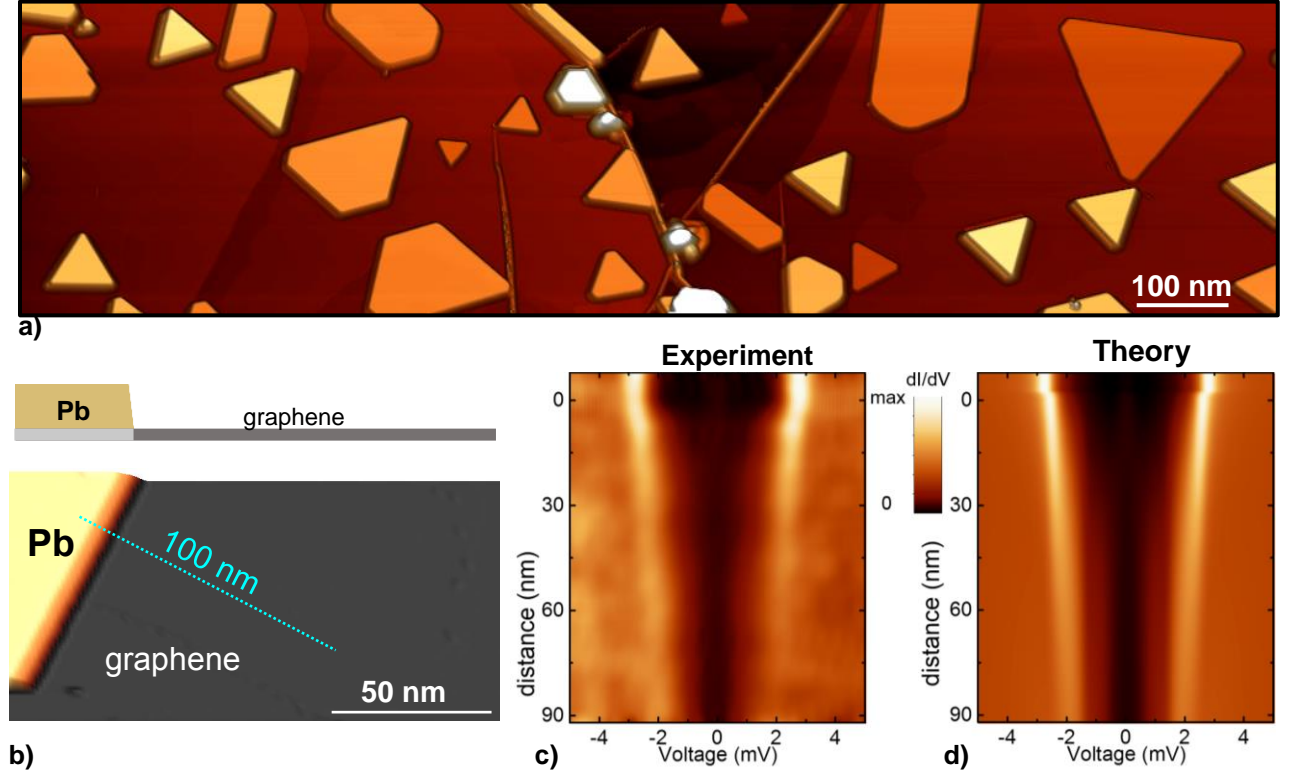 100 nm
a)
Pb
graphene
Pb
100 nm
graphene
50 nm
b)
Experiment
0
30
60
90
distance (nm)
-4 -2 0 2 4
Voltage (mV)
c)
dI/dV
max
0
Theory
0
30
60
90
distance (nm)
-4 -2 0 2 4
Voltage (mV)
d)